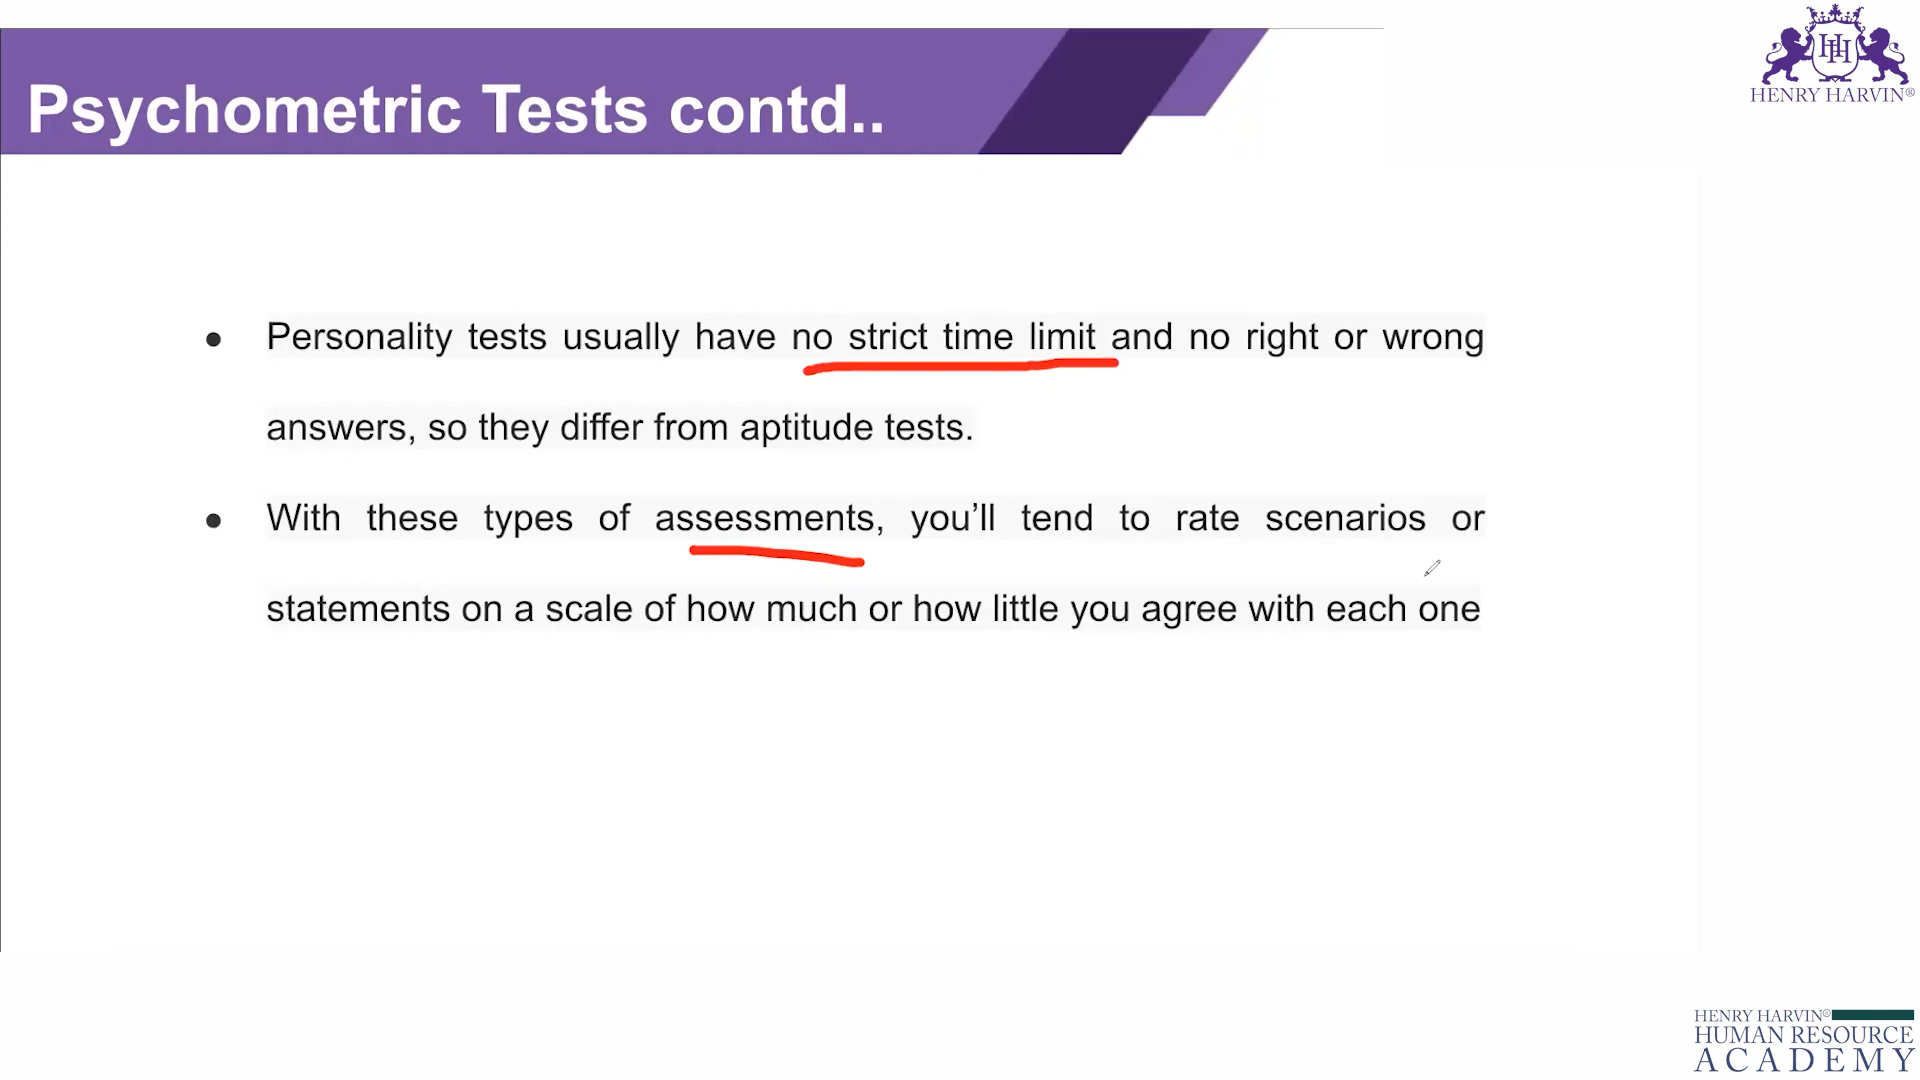 Psychometric Tests contd..
HENRY HARVIN®
Personality tests usually have no strict time limit and no right or wrong
answers, so they differ from aptitude tests.
With these types of assessments, you’ll tend to rate scenarios or
statements on a scale of how much or how little you agree with each one
HENRY HARVIN®
HUMAN RESOURCE
ACADEMY